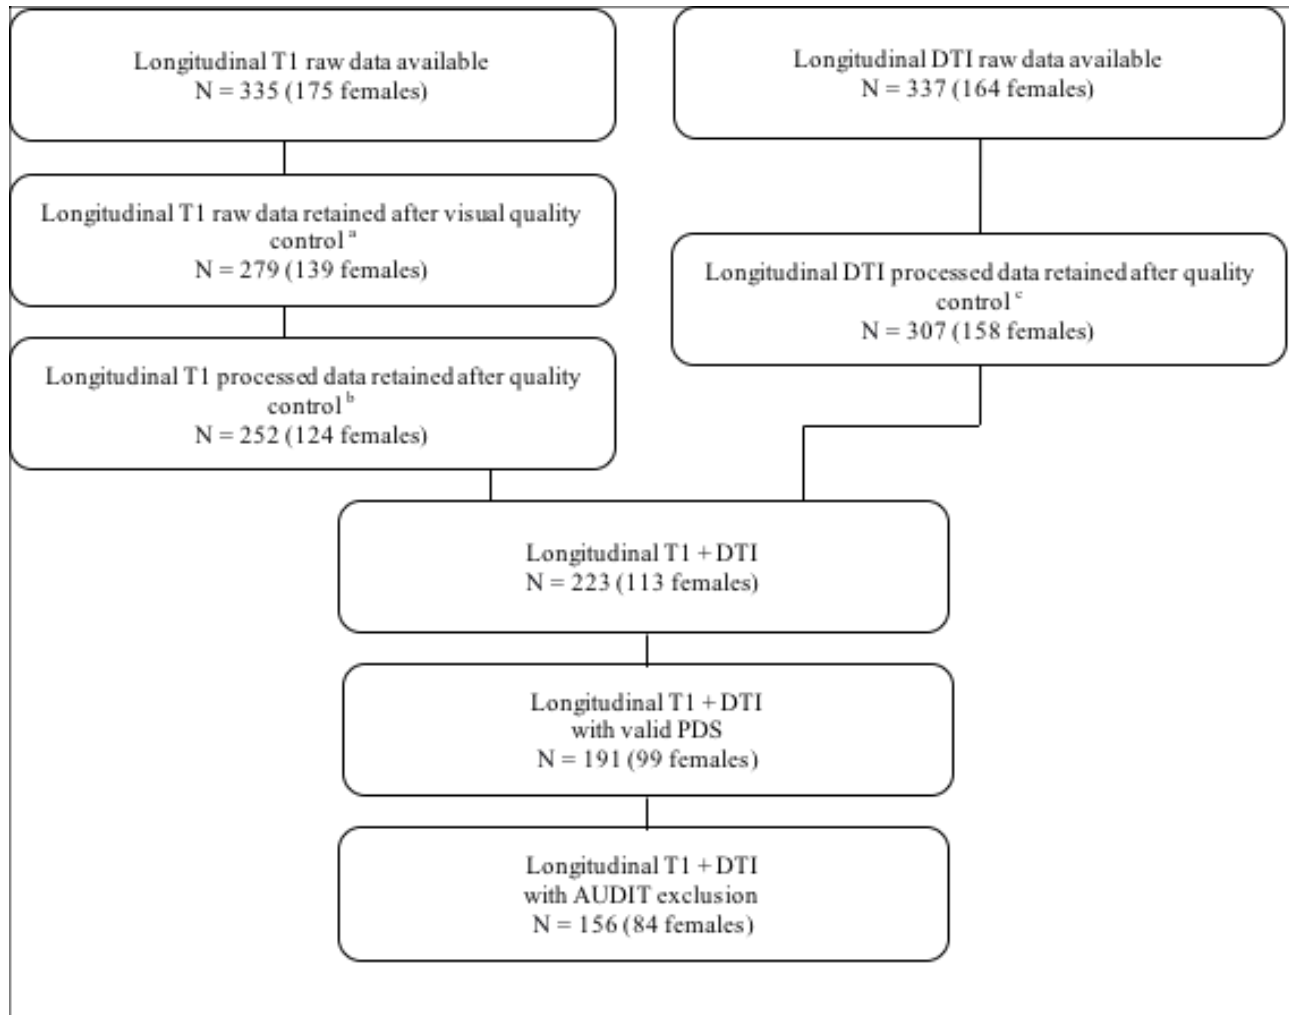 Longitudinal T1 raw data available
N = 335 (175 females)
Longitudinal DTI raw data available
N = 337 (164 females)
Longitudinal T1 raw data retained after visual quality
control a
N = 279 (139 females)
Longitudinal DTI processed data retained after quality
control c
N = 307 (158 females)
Longitudinal T1 processed data retained after quality
control b
N = 252 (124 females)
Longitudinal T1 + DTI
N = 223 (113 females)
Longitudinal T1 + DTI
with valid PDS
N = 191 (99 females)
Longitudinal T1 + DTI
with AUDIT exclusion
N = 156 (84 females)